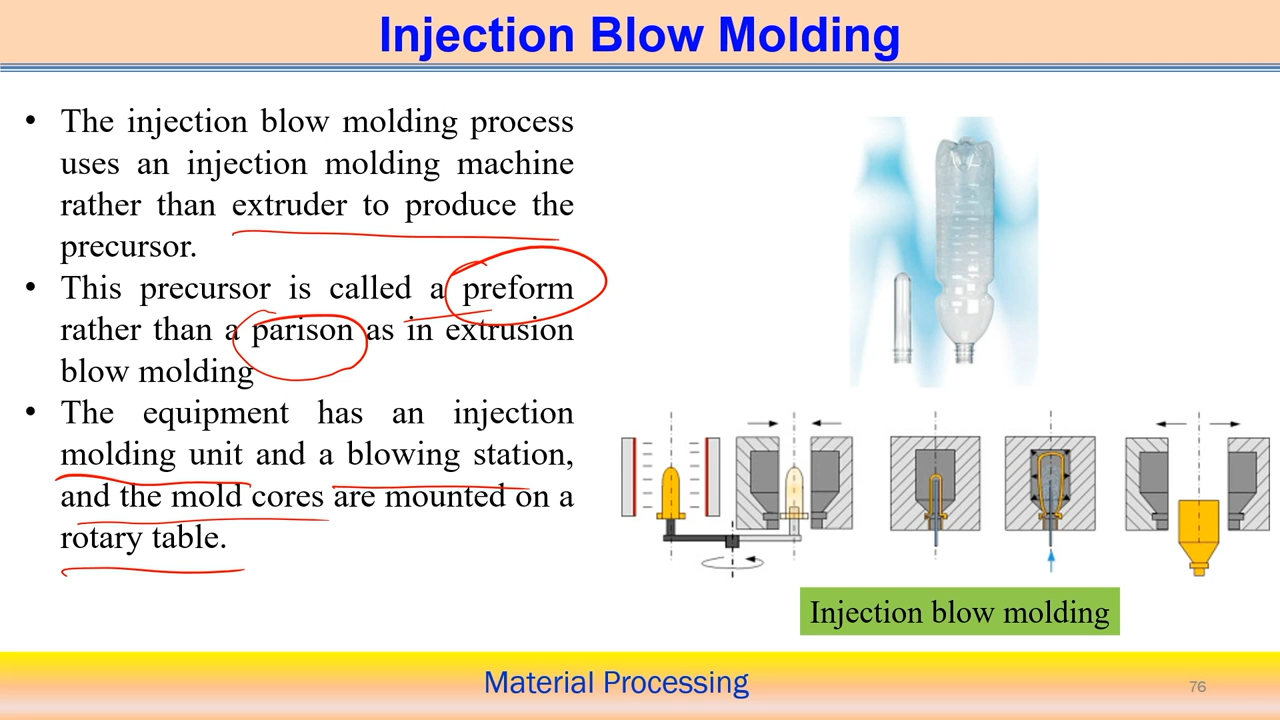 Injection Blow Molding
• The injection blow molding process
uses an injection molding machine
rather than extruder to produce the
precursor.
• This precursor is called a preform
rather than a parison as in extrusion
blow molding
• The equipment has an injection
molding unit and a blowing station,
and the mold cores are mounted on a
rotary table.
Injection blow molding
Material Processing
76